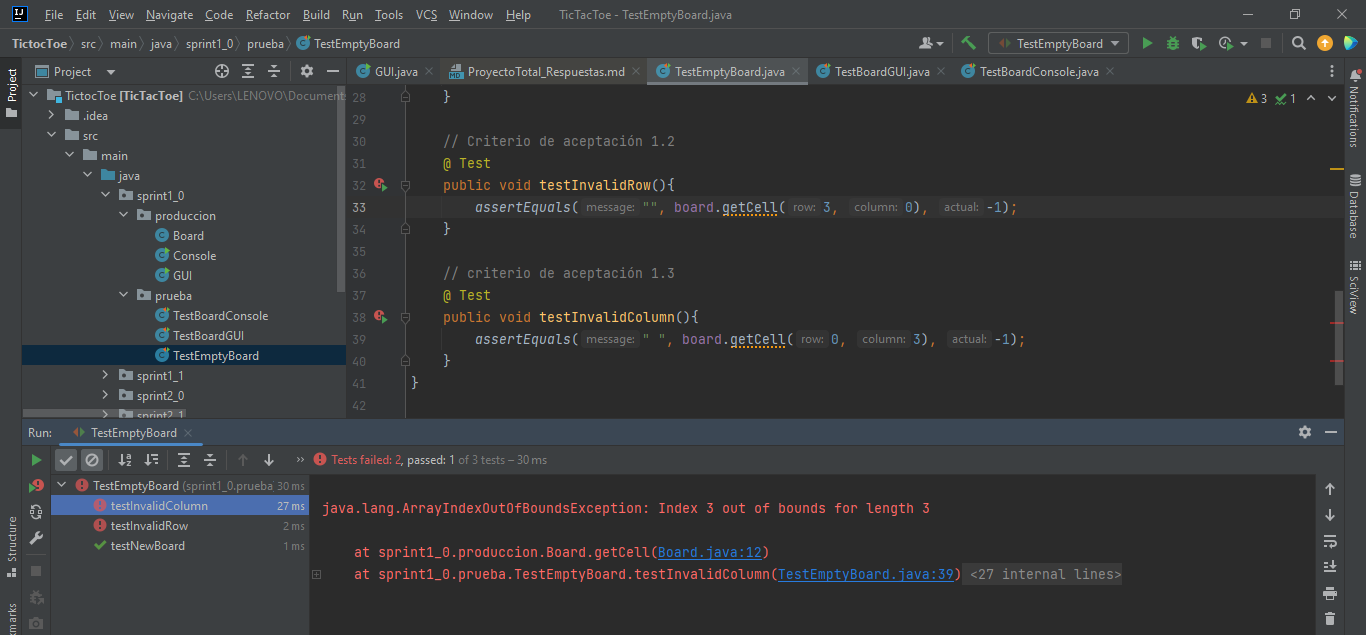 File Edit View Navigate Code Refactor Build Run Tools VCS Window Help TicTacToe - TestEmptyBoard.java
TictocToe src main java sprint1_0 prueba TestEmptyBoard TestEmptyBoard
Project
Project
GUI.java ProyectoTotal_Respuestas.md TestEmptyBoard.java TestBoardGUI.java TestBoardConsole.java
TictocToe [TicTacToe] C:\Users\LENOVO\Document
.idea
src
main
java
sprint1_0
produccion
Board
Console
GUI
prueba
TestBoardConsole
TestBoardGUI
TestEmptyBoard
sprint1_1
sprint2_0
sprint2_1
28 }
29
30 // Criterio de aceptación 1.2
31 @ Test
32 public void testInvalidRow(){
33 assertEquals( message: "", board.getCell( row: 3, column: 0), actual: -1);
34 }
35
36 // criterio de aceptación 1.3
37 @ Test
38 public void testInvalidColumn(){
39 assertEquals( message: " ", board.getCell( row: 0, column: 3), actual: -1);
40 }
41 }
42
3 1
Notifications
Database
SciView
Run: TestEmptyBoard
Tests failed: 2, passed: 1 of 3 tests – 30 ms
TestEmptyBoard (sprint1_0.prueba 30 ms
testInvalidColumn 27 ms
testInvalidRow 2 ms
testNewBoard 1 ms
java.lang.ArrayIndexOutOfBoundsException: Index 3 out of bounds for length 3
at sprint1_0.produccion.Board.getCell(Board.java:12)
at sprint1_0.prueba.TestEmptyBoard.testInvalidColumn(TestEmptyBoard.java:39) <27 internal lines>
Structure
kmarks